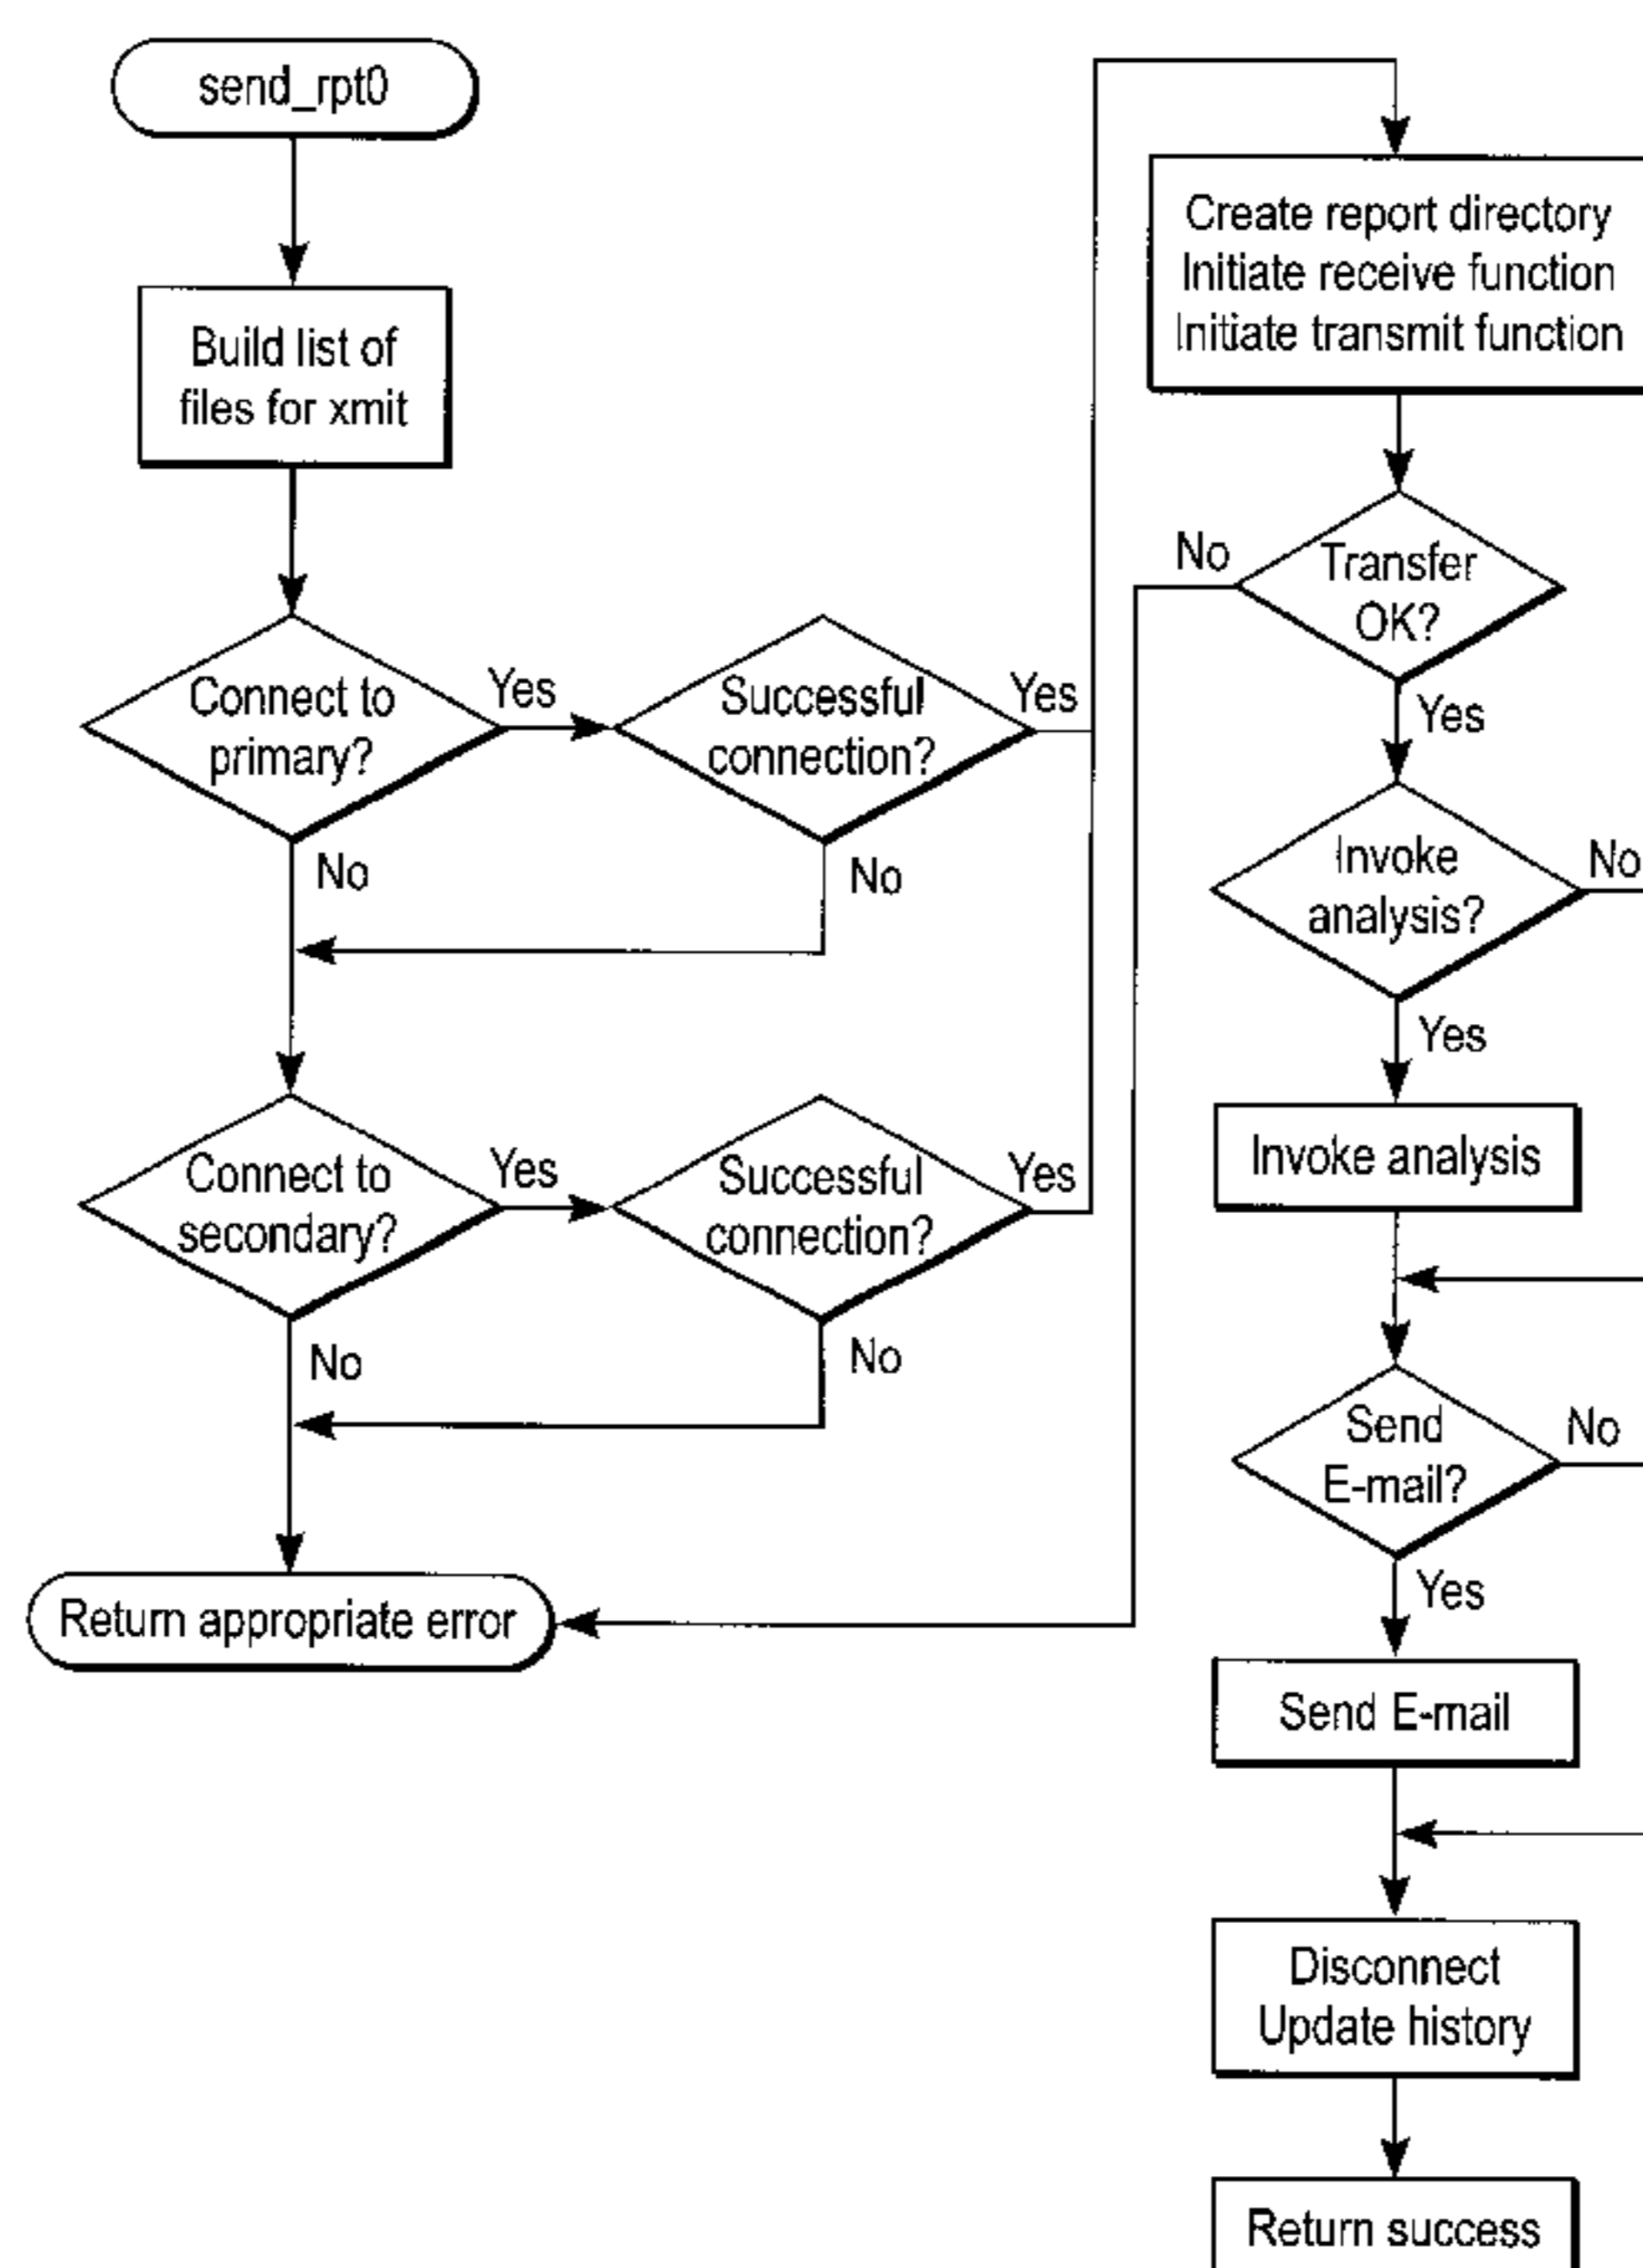 send_rpt0
Build list of
files for xmit
Connect to
primary?
Yes
No
Successful
connection?
Yes
No
Connect to
secondary?
Yes
No
Successful
connection?
Yes
No
Return appropriate error
Create report directory
Initiate receive function
Initiate transmit function
Transfer
OK?
No
Yes
Invoke
analysis?
No
Yes
Invoke analysis
Send
E-mail?
No
Yes
Send E-mail
Disconnect
Update history
Return success